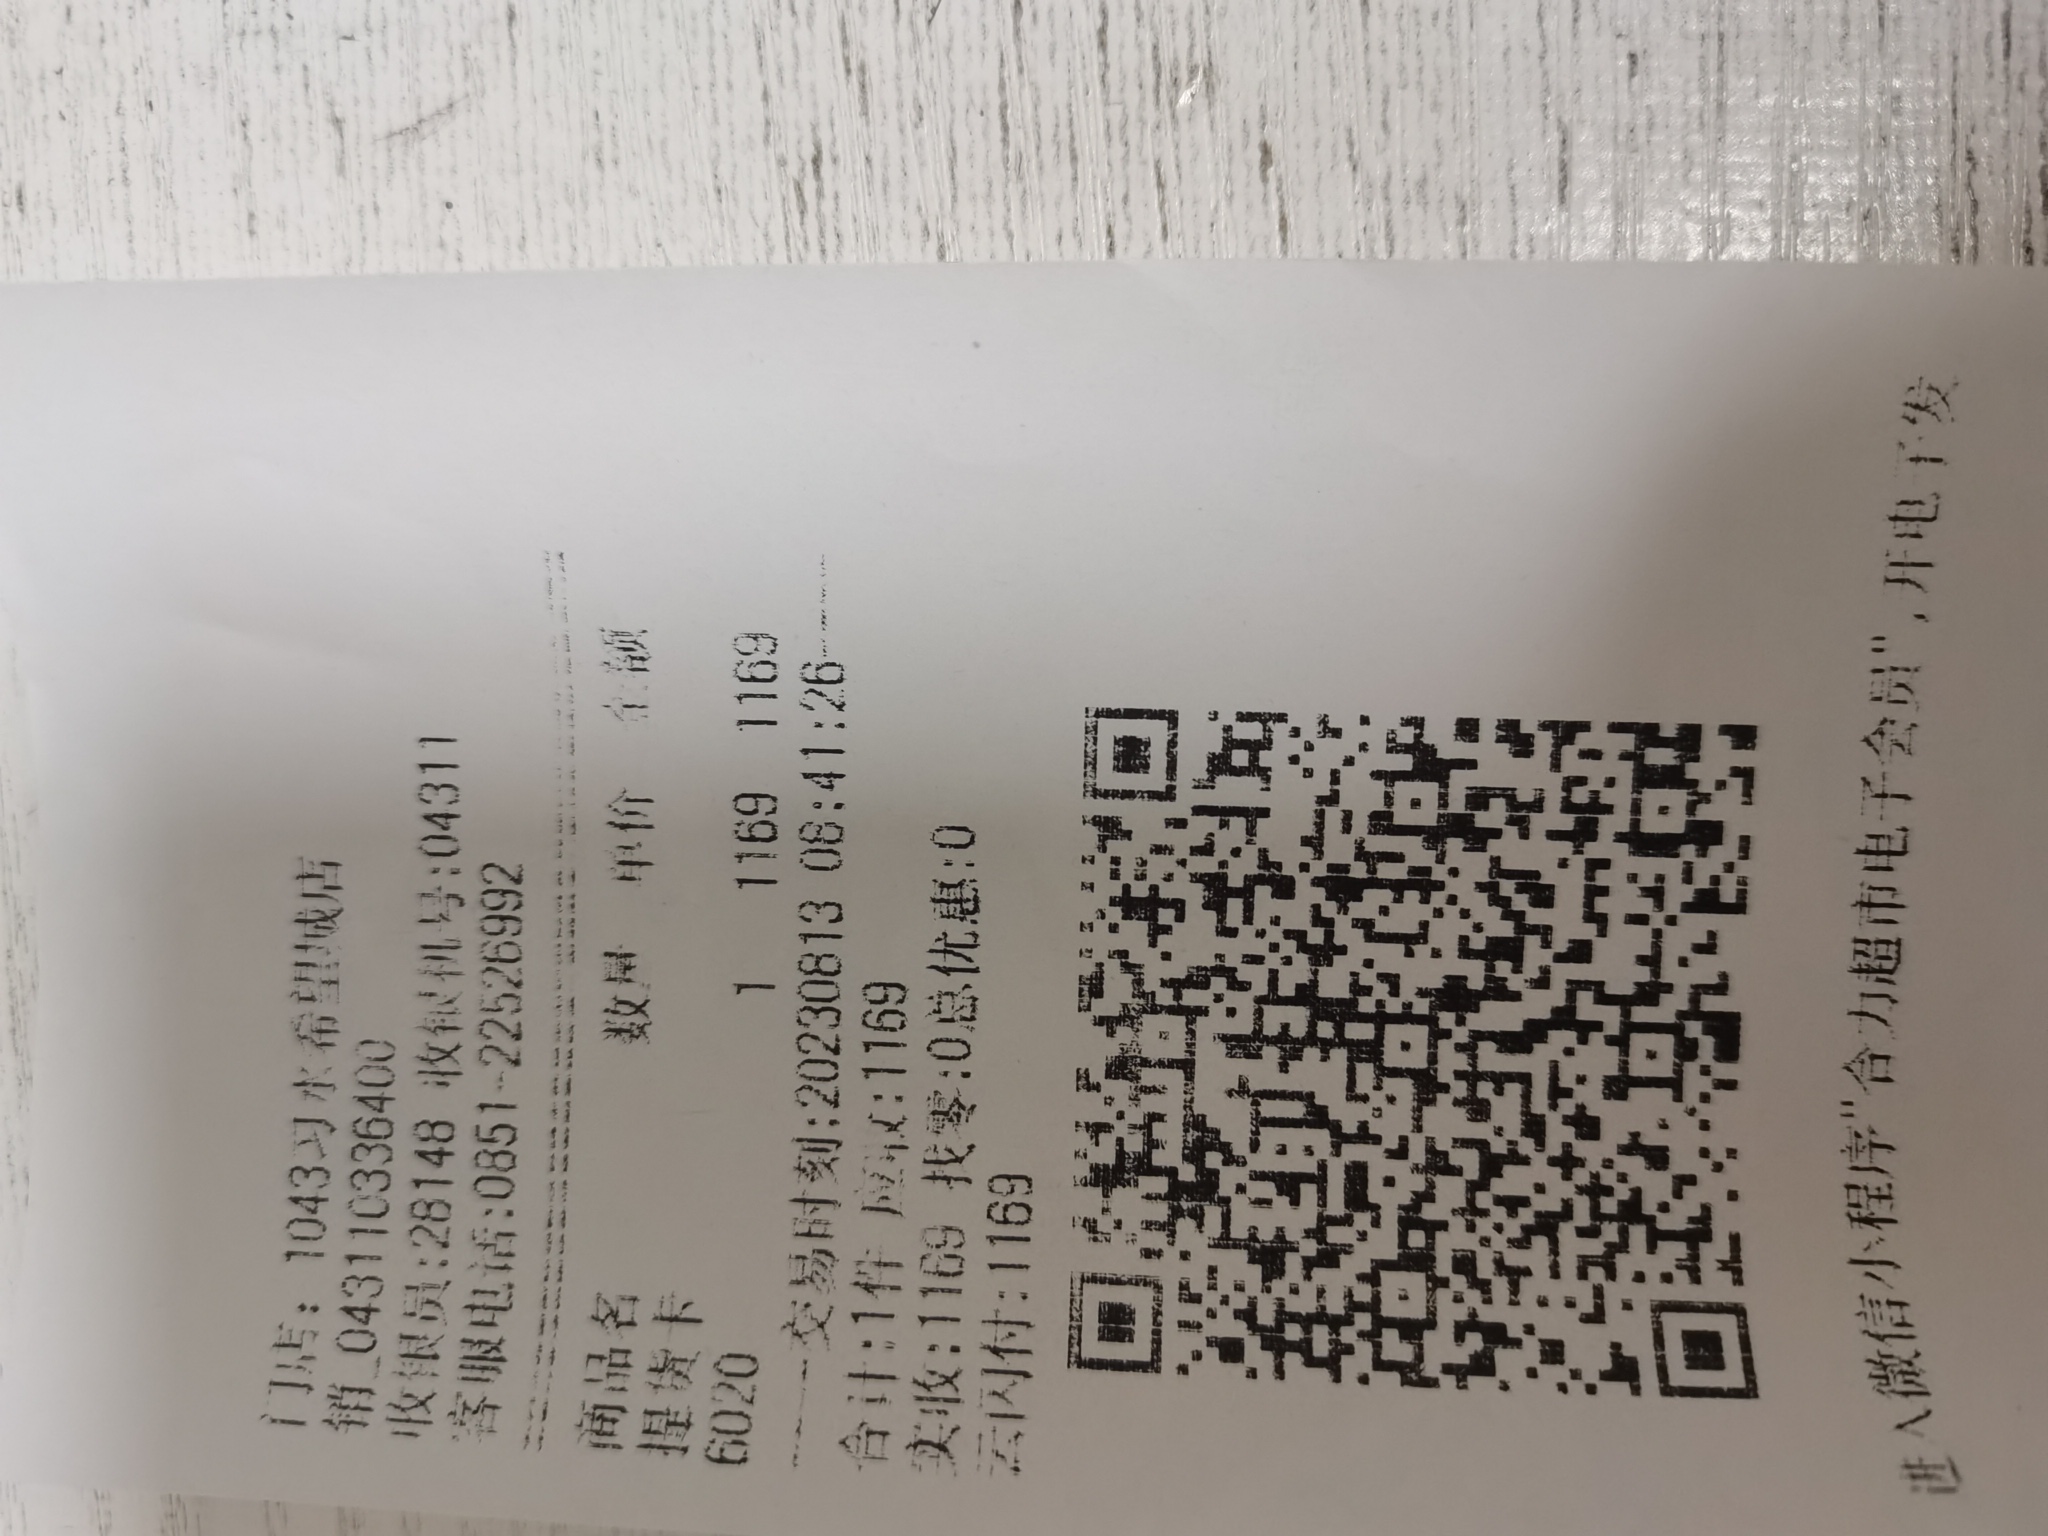 门店: 1043习水希望城店
销_04311033364400
收银员:28148 收银机号:04311
客服电话:0851-22526992
商品名 数量 单价 金额
提货卡
6020 1 1169 1169
交易时刻:20230813 08:41:26
合计:1件 应收:1169
实收:1169 找零:0总优惠:0
云闪付:1169
进入微信小程序"合力超市电子会员",开电子发